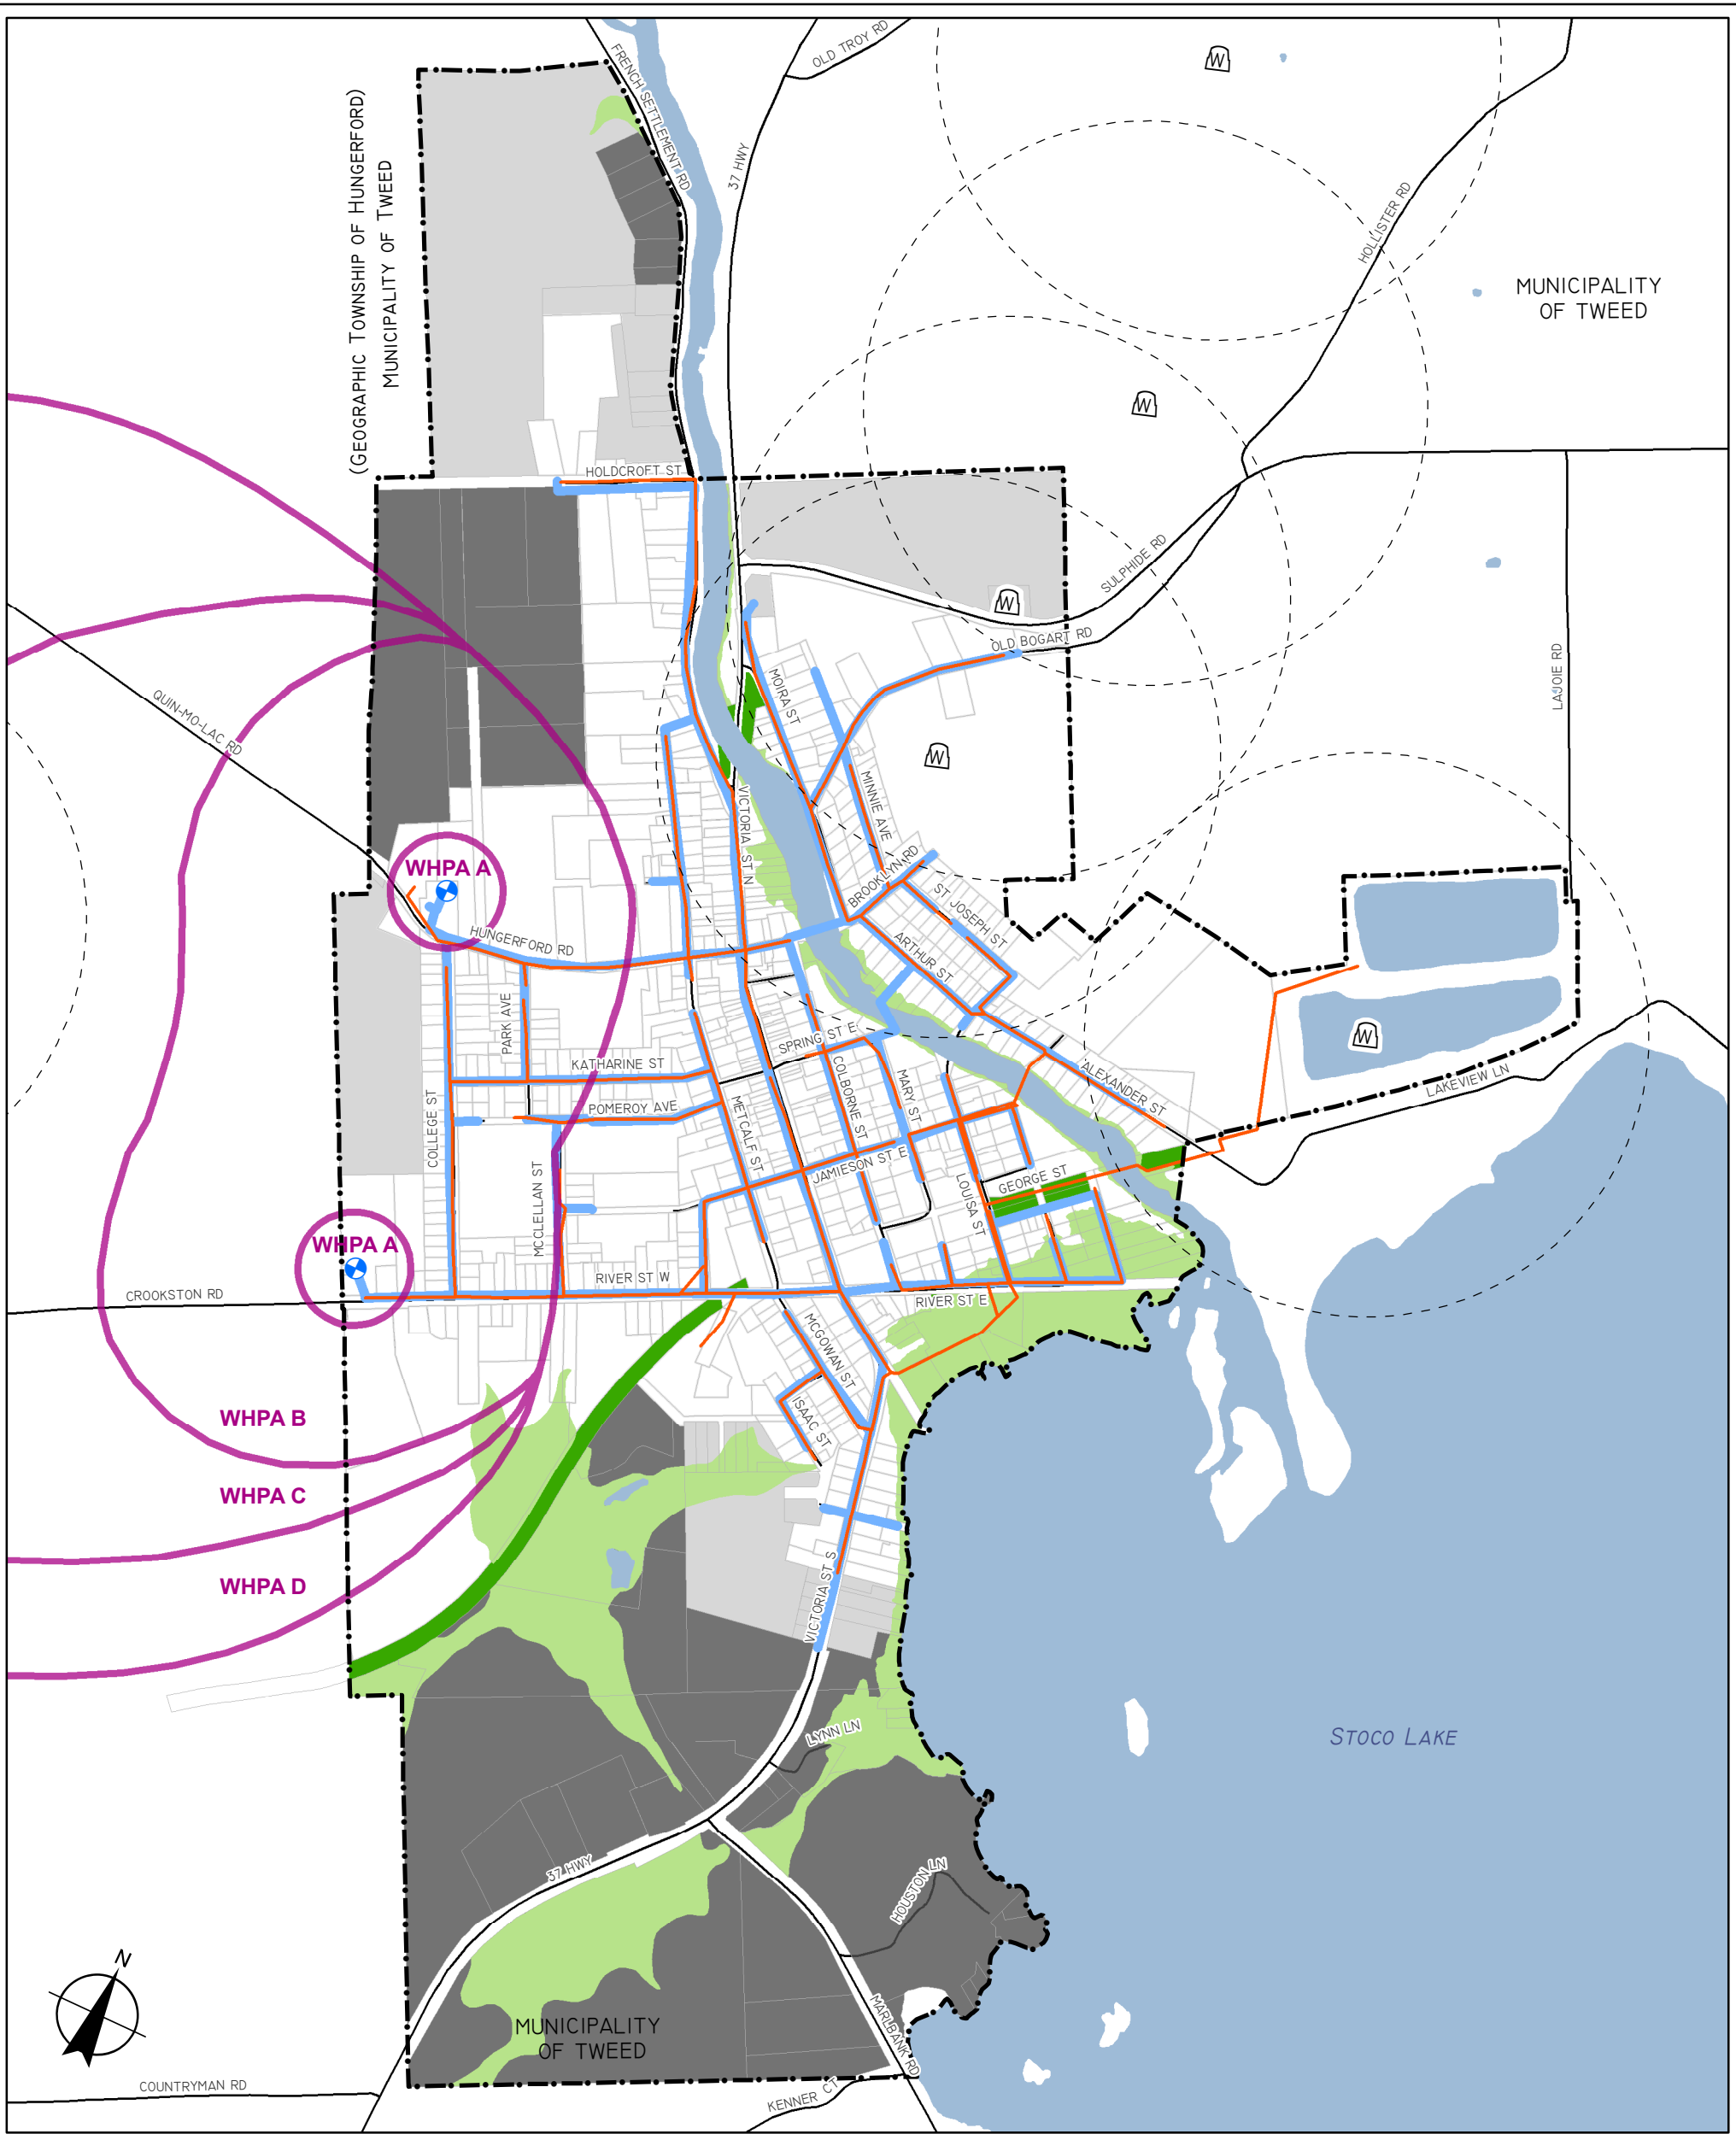 OLD TROY RD
W
FRENCH SETTLEMENT RD
37 HWY
(GEOGRAPHIC TOWNSHIP OF HUNGERFORD)
MUNICIPALITY OF TWEED
HOLLISTER RD
MUNICIPALITY
OF TWEED
W
HOLDCROFT ST
SULPHIDE RD
W
OLD BOGART RD
LAJOIE RD
QUIN-MO-LAC RD
MOIRA ST
W
MINNIE AVE
VICTORIA ST N
WHPA A
BROOKLYN RD
ST JOSEPH ST
HUNGERFORD RD
ARTHUR ST
PARK AVE
SPRING ST E
W
KATHARINE ST
COLBORNE ST
MARY ST
ALEXANDER ST
LAKEVIEW LN
POMEROY AVE
METCALF ST
COLLEGE ST
JAMIESON ST E
GEORGE ST
LOUISA ST
MCCLELLAN ST
WHPA A
RIVER ST W
CROOKSTON RD
RIVER ST E
MCGOWAN ST
ISAAC ST
WHPA B
WHPA C
WHPA D
VICTORIA ST S
LYNN LN
STOCO LAKE
37 HWY
HOUSTON LN
N
MARLBANK RD
MUNICIPALITY
OF TWEED
COUNTRYMAN RD
KENNER CT